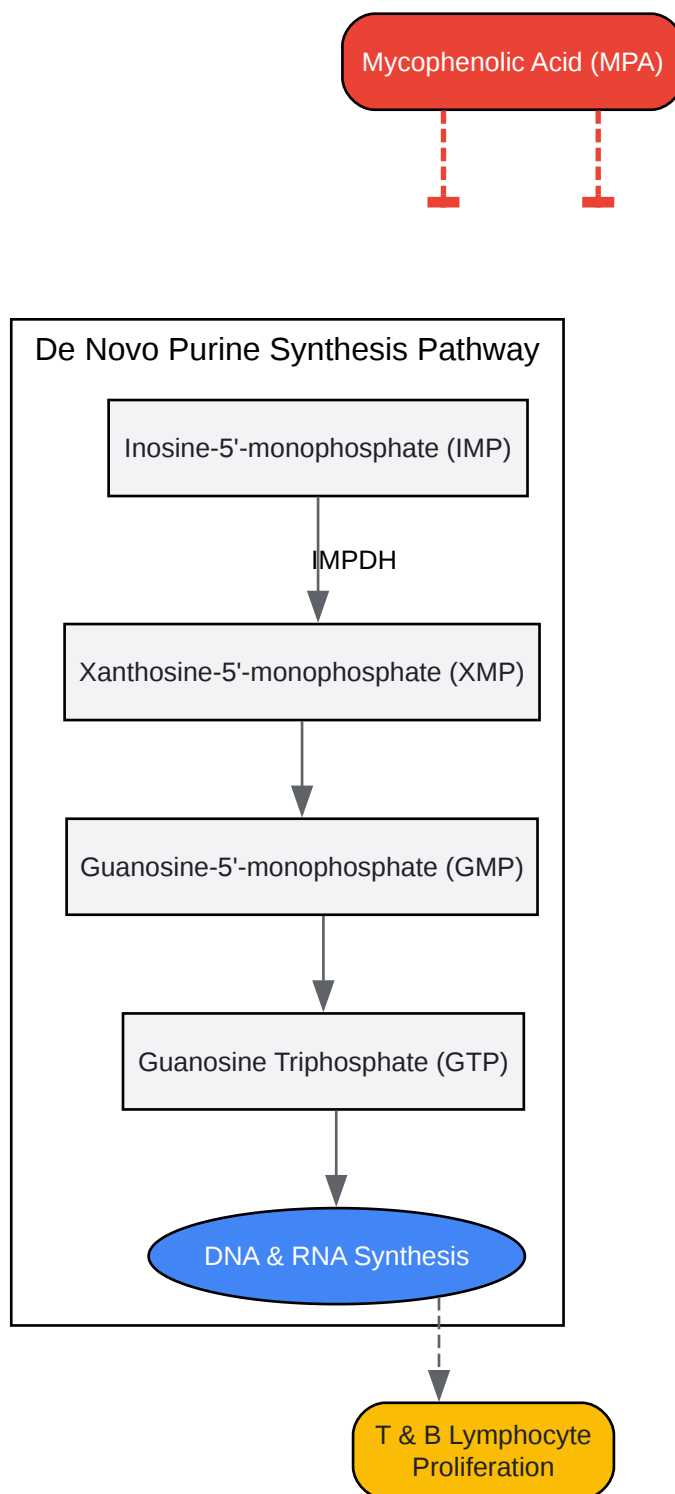 Mycophenolic Acid (MPA)
De Novo Purine Synthesis Pathway
Inosine-5'-monophosphate (IMP)
IMPDH
Xanthosine-5'-monophosphate (XMP)
Guanosine-5'-monophosphate (GMP)
Guanosine Triphosphate (GTP)
DNA & RNA Synthesis
T & B Lymphocyte
Proliferation